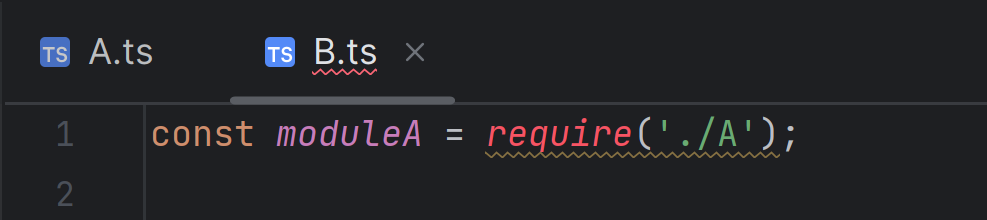 TS A.ts TS B.ts ×
1 const moduleA = require('./A');
2